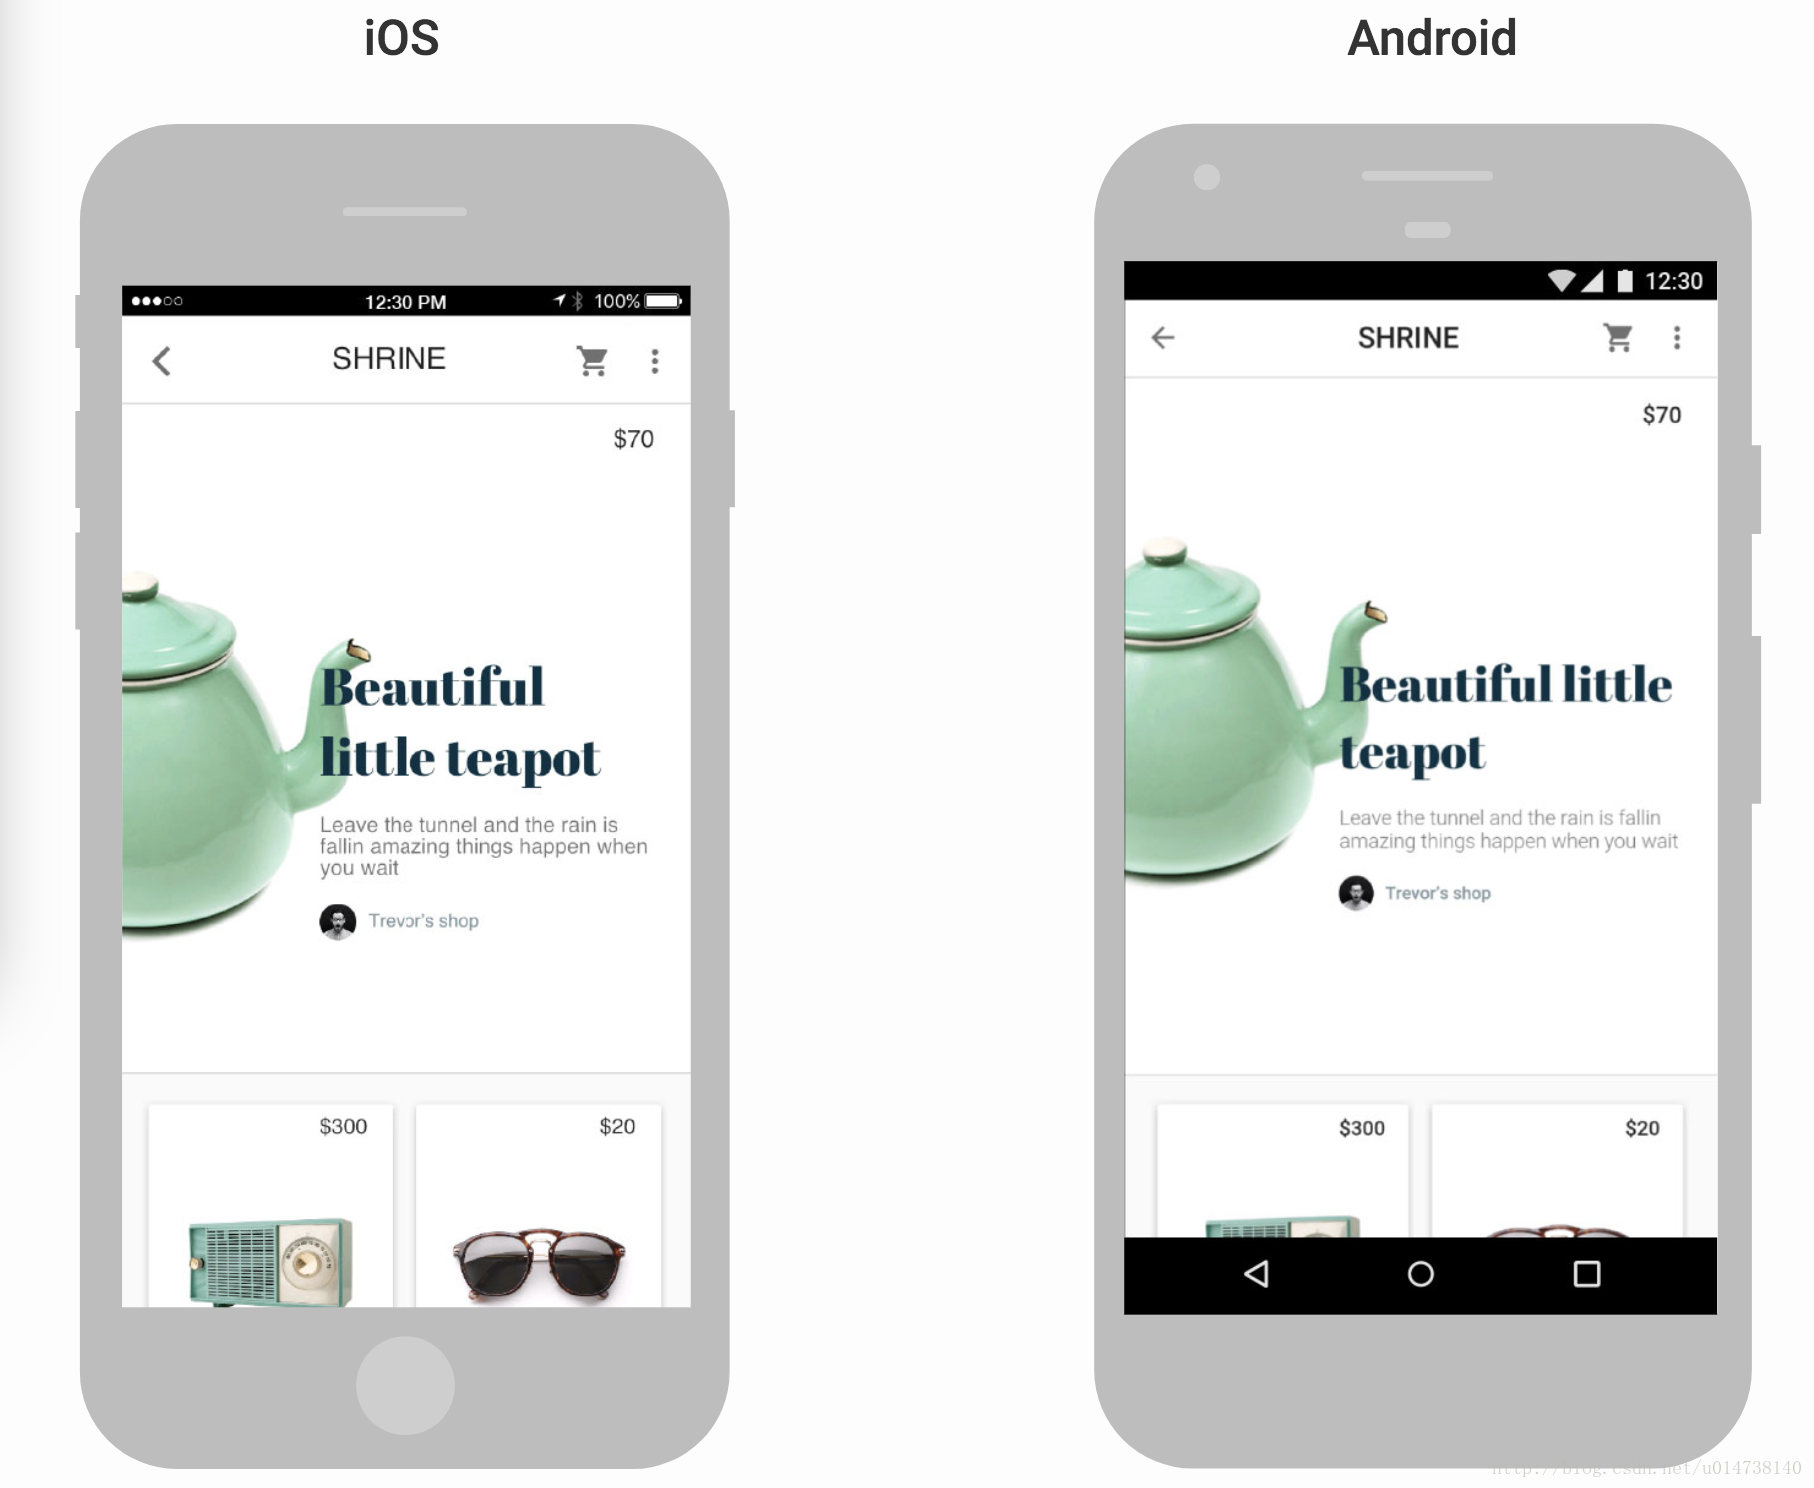 iOS
12:30 PM
100%
SHRINE
$70
Beautiful
little teapot
Leave the tunnel and the rain is
fallin amazing things happen when
you wait
Trevor's shop
$300
$20
Android
12:30
SHRINE
$70
Beautiful little
teapot
Leave the tunnel and the rain is fallin
amazing things happen when you wait
Trevor's shop
$300
$20
http://blog.csdn.net/u014738140